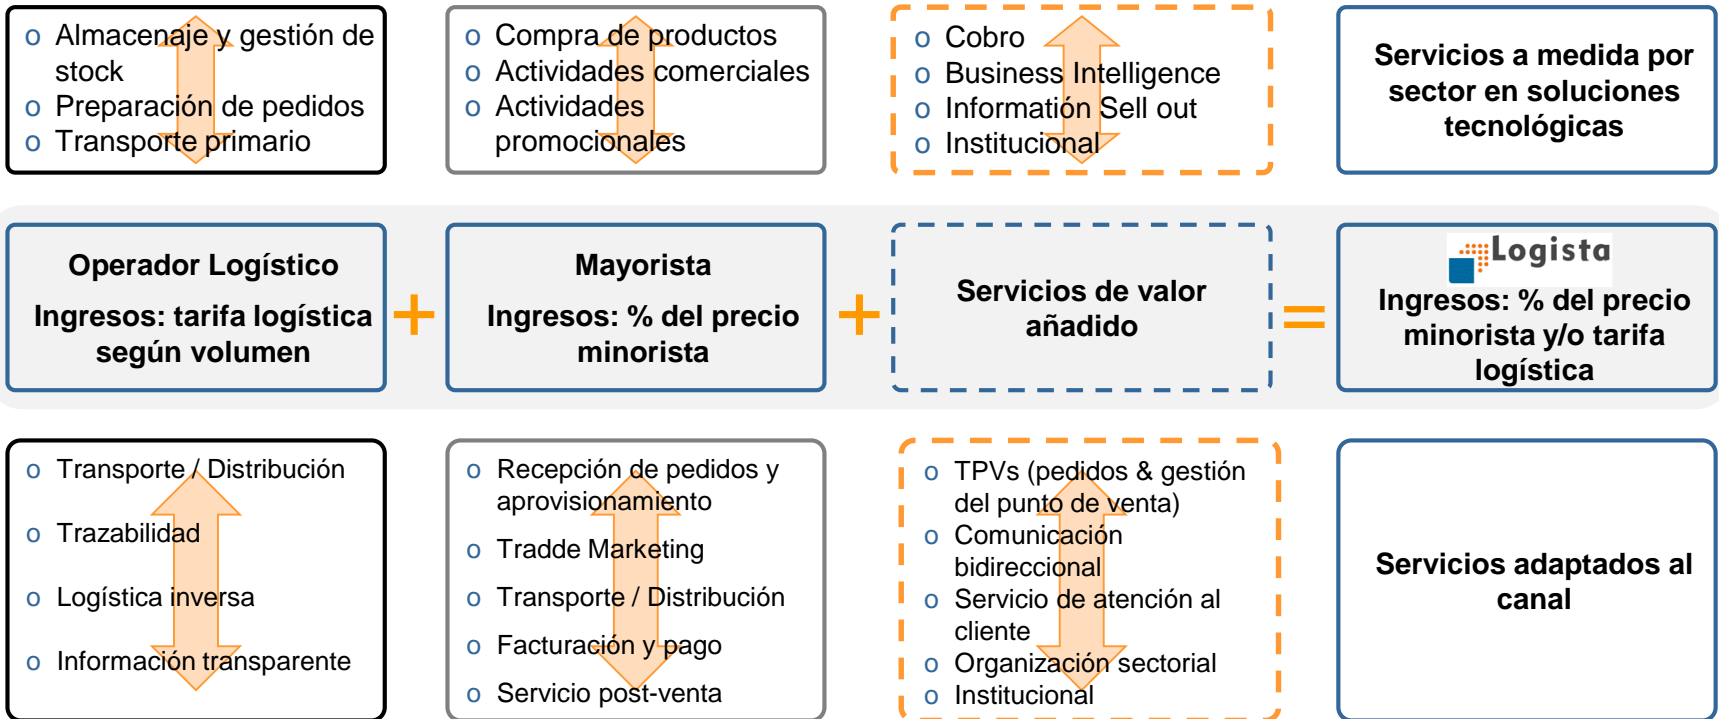 o Almacenaje y gestión de
stock
o Preparación de pedidos
o Transporte primario
o Compra de productos
o Actividades comerciales
o Actividades
promocionales
o Cobro
o Business Intelligence
o Informatión Sell out
o Institucional
Servicios a medida por
sector en soluciones
tecnológicas
Operador Logístico
Ingresos: tarifa logística
según volumen
+
Mayorista
Ingresos: % del precio
minorista
+
Servicios de valor
añadido
=
Logista
Ingresos: % del precio
minorista y/o tarifa
logística
o Transporte / Distribución
o Trazabilidad
o Logística inversa
o Información transparente
o Recepción de pedidos y
aprovisionamiento
o Tradde Marketing
o Transporte / Distribución
o Facturación y pago
o Servicio post-venta
o TPVs (pedidos & gestión
del punto de venta)
o Comunicación
bidireccional
o Servicio de atención al
cliente
o Organización sectorial
o Institucional
Servicios adaptados al
canal